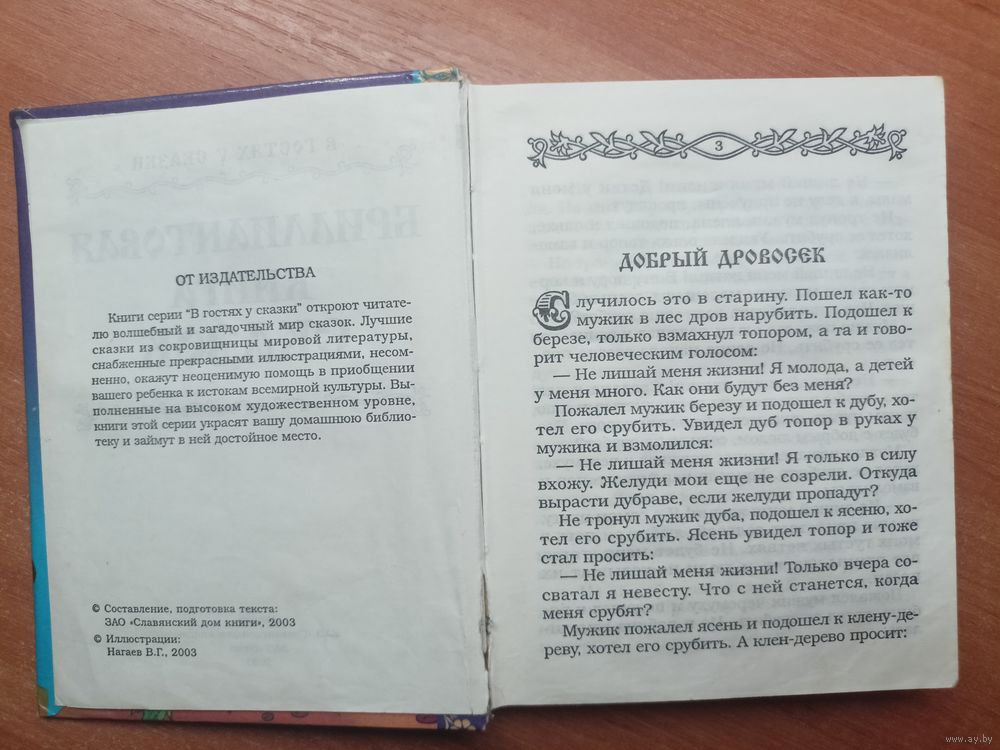 ОТ ИЗДАТЕЛЬСТВА
Книги серии "В гостях у сказки" откроют читате-
лю волшебный и загадочный мир сказок. Лучшие
сказки из сокровищницы мировой литературы,
снабженные прекрасными иллюстрациями, несом-
ненно, окажут неоценимую помощь в приобщении
вашего ребенка к истокам всемирной культуры. Вы-
полненные на высоком художественном уровне,
книги этой серии украсят вашу домашнюю библио-
теку и займут в ней достойное место.
© Составление, подготовка текста:
ЗАО «Славянский дом книги», 2003
© Иллюстрации:
Нагаев В.Г., 2003
3
ДОБРЫЙ ДРОВОСЕК
Случилось это в старину. Пошел как-то
мужик в лес дров нарубить. Подошел к
березе, только взмахнул топором, а та и гово-
рит человеческим голосом:
— Не лишай меня жизни! Я молода, а детей
у меня много. Как они будут без меня?
Пожалел мужик березу и подошел к дубу, хо-
тел его срубить. Увидел дуб топор в руках у
мужика и взмолился:
— Не лишай меня жизни! Я только в силу
вхожу. Желуди мои еще не созрели. Откуда
вырасти дубраве, если желуди пропадут?
Не тронул мужик дуба, подошел к ясеню, хо-
тел его срубить. Ясень увидел топор и тоже
стал просить:
— Не лишай меня жизни! Только вчера со-
сватал я невесту. Что с ней станется, когда
меня срубят?
Мужик пожалел ясень и подошел к клену-де-
реву, хотел его срубить. А клен-дерево просит:
www.ay.by